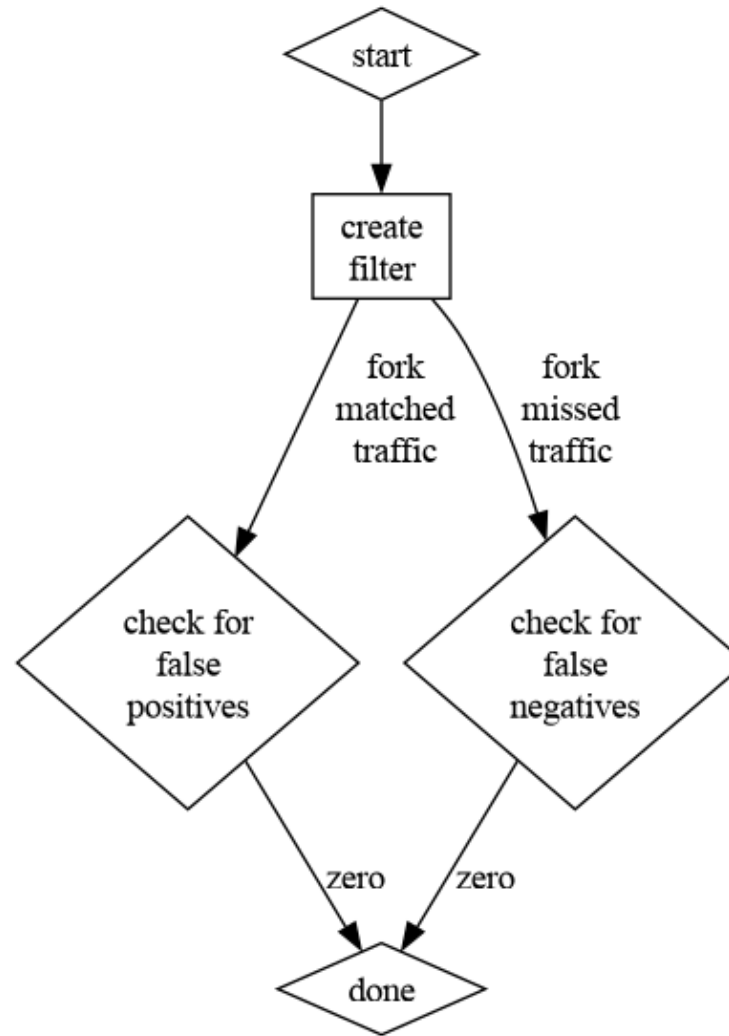 start
create
filter
fork
matched
traffic
fork
missed
traffic
check for
false
positives
check for
false
negatives
zero
zero
done